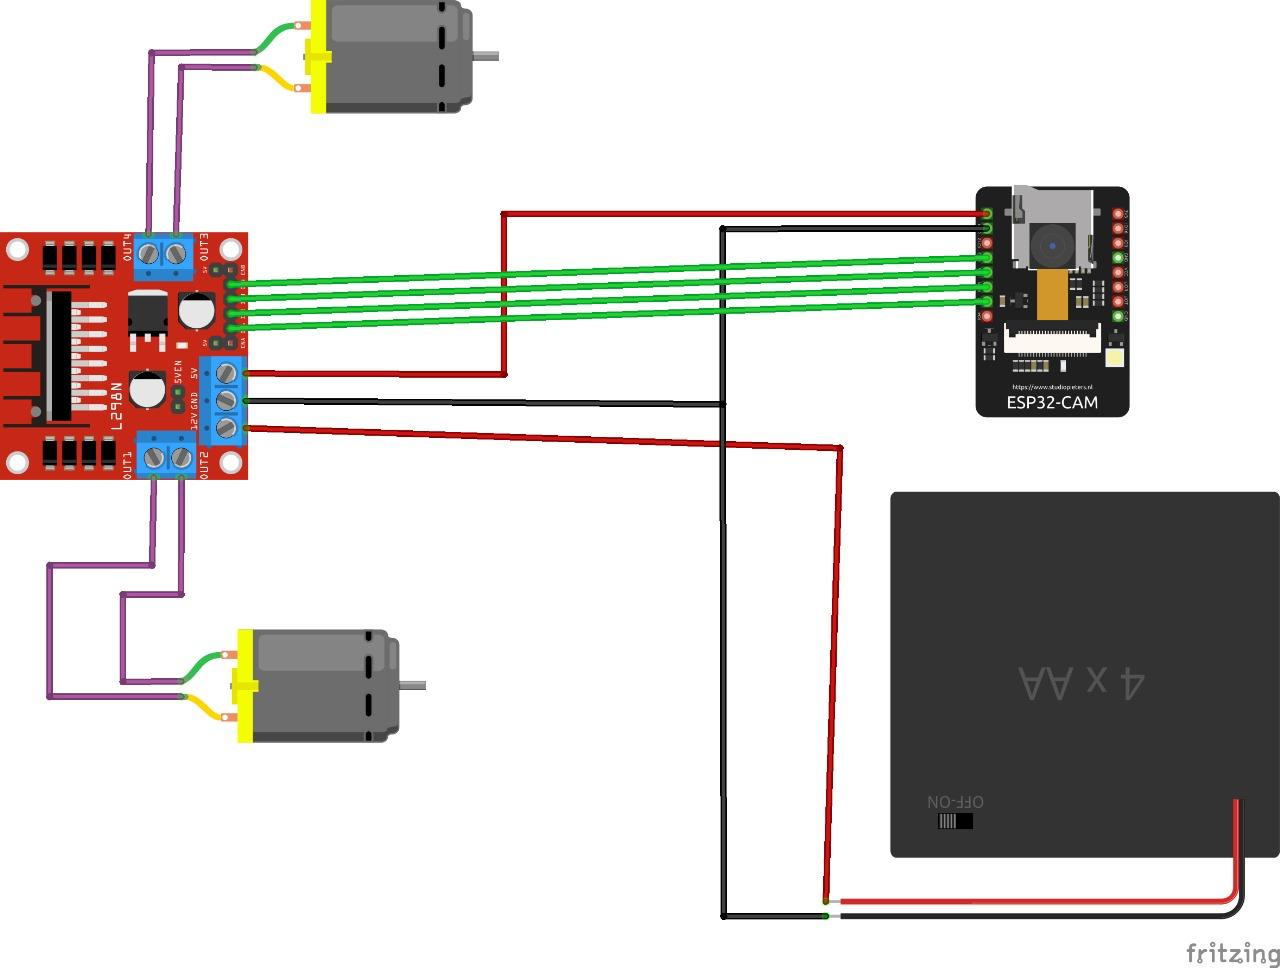 OUT4
OUT3
5V
5VEN
5V
GND
12V
L298N
OUT1
OUT2
https://www.studiopieters.nl
ESP32-CAM
4 x AA
OFF-ON
fritzing